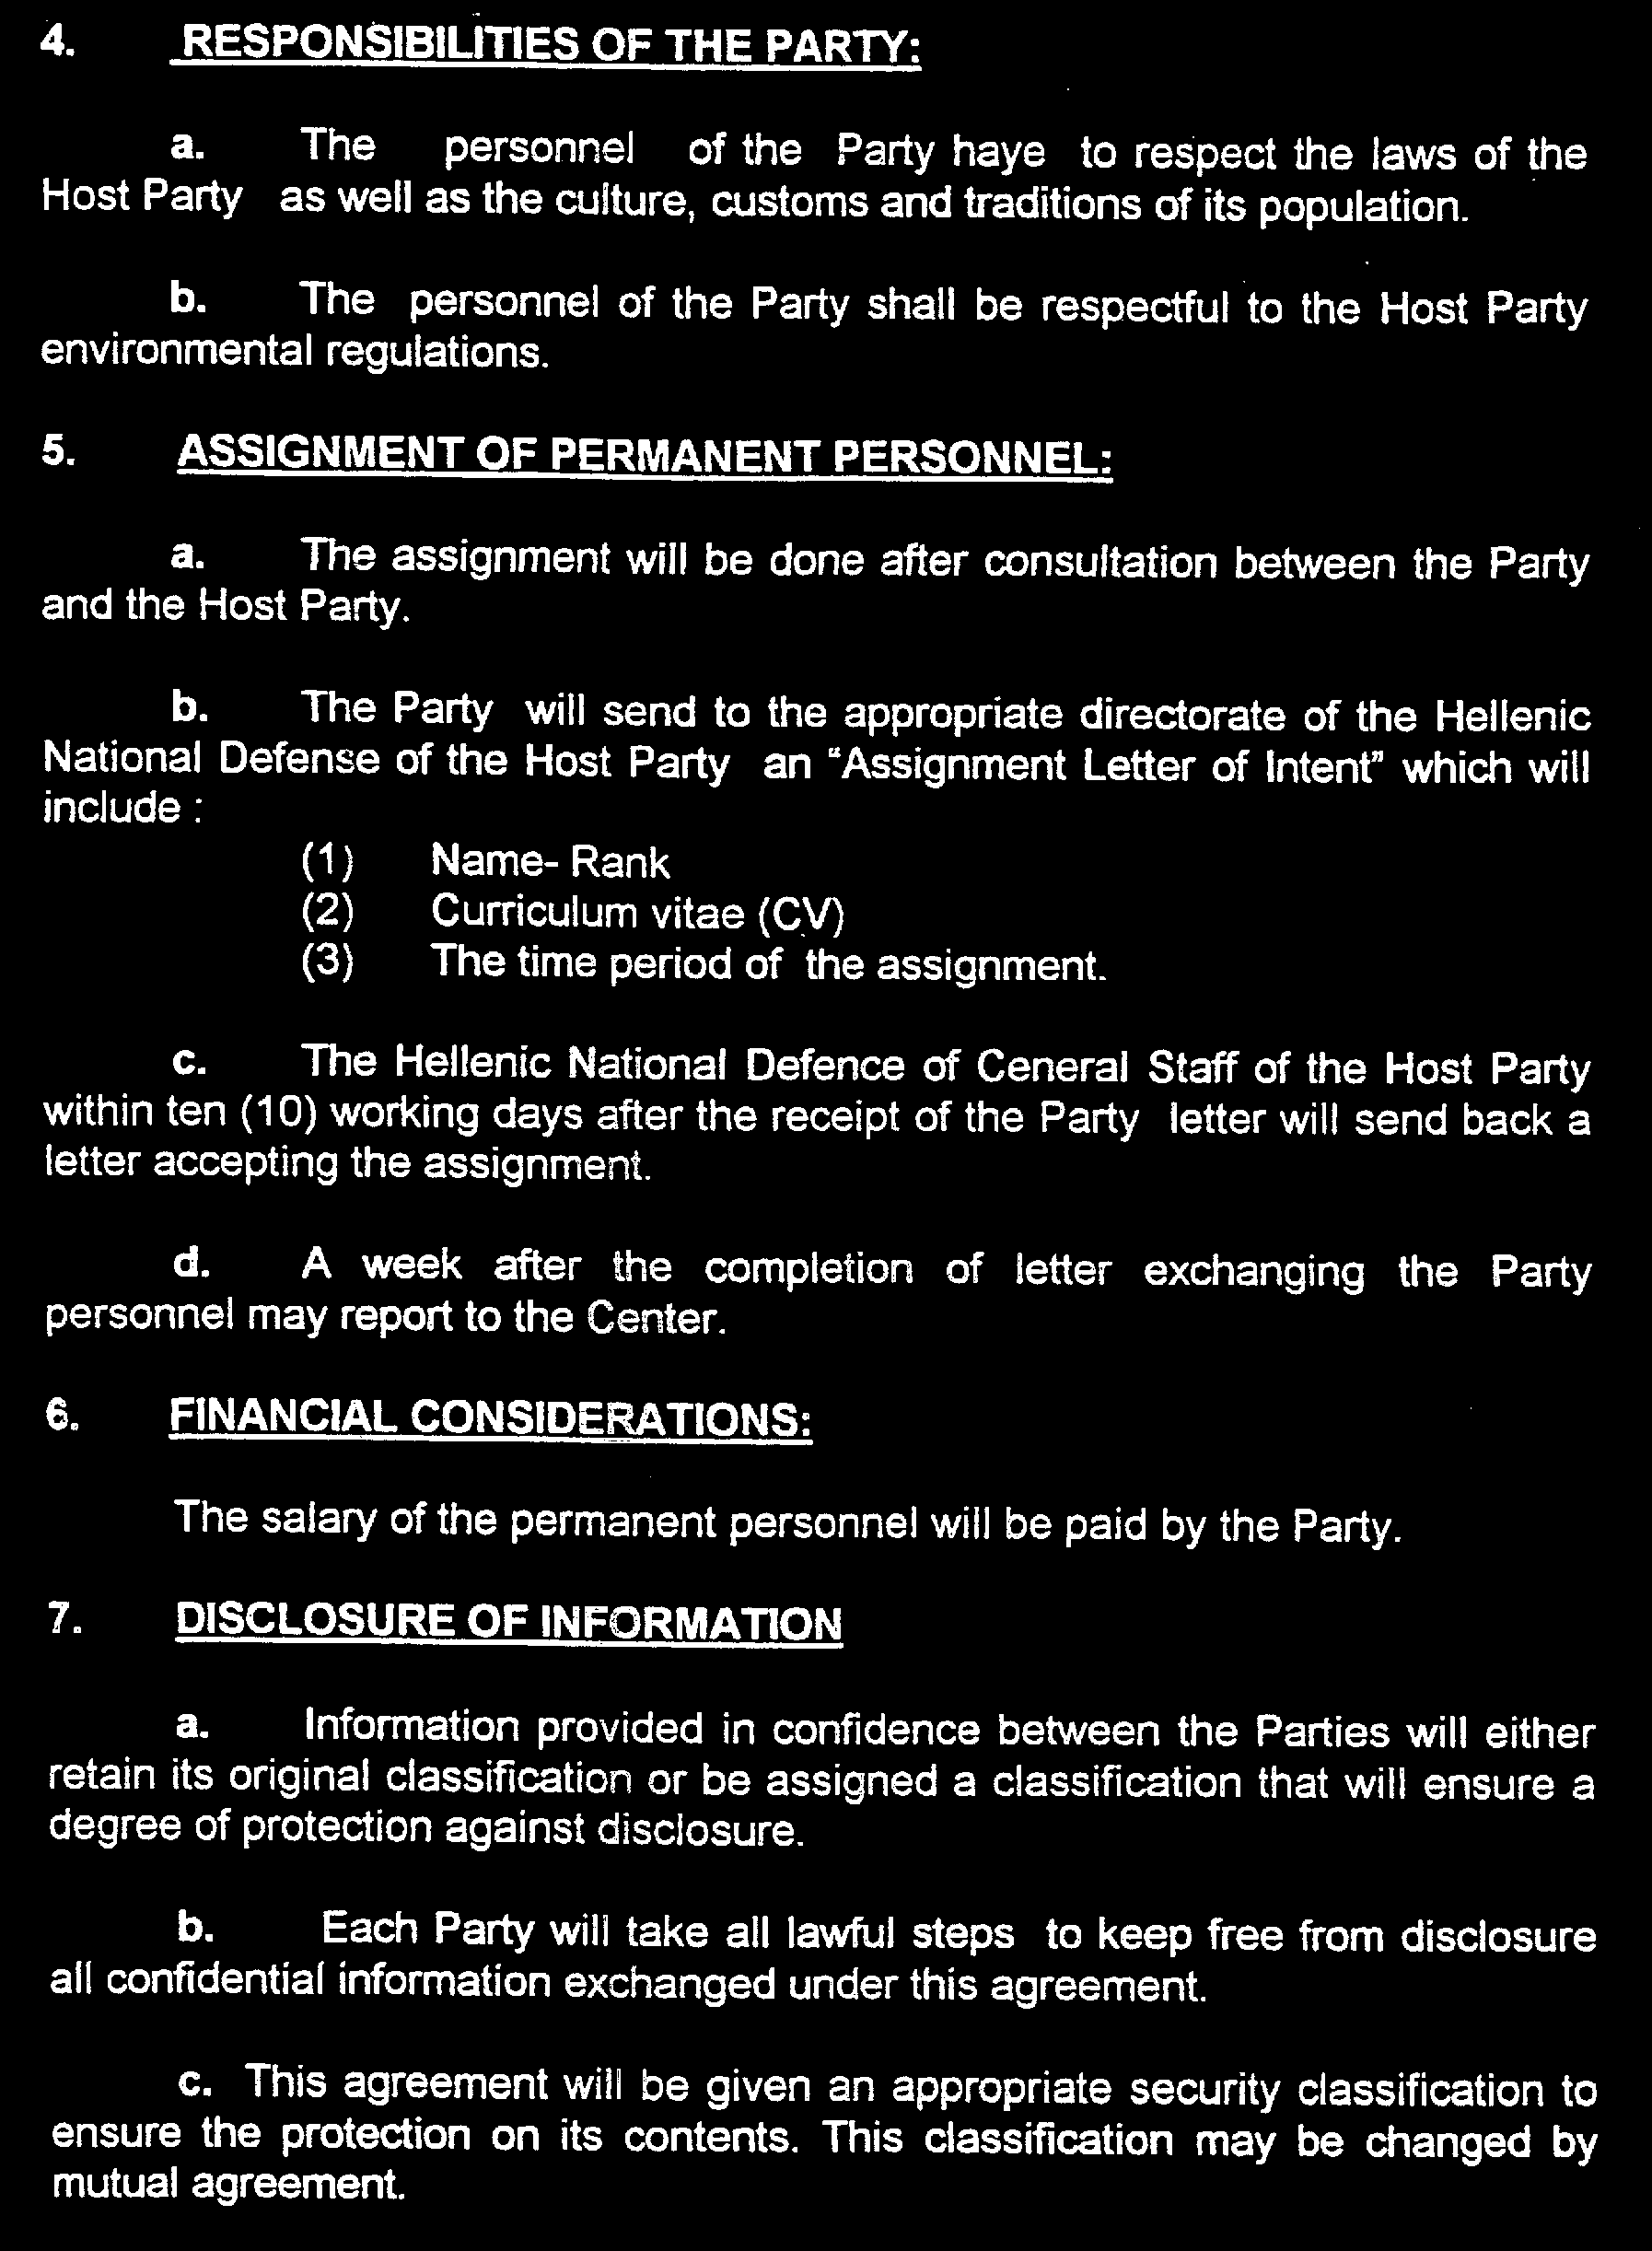 4. RESPONSIBILITIES OF THE PARTY:
a. The personnel of the Party haye to respect the laws of the
Host Party as well as the culture, customs and traditions of its population.
b. The personnel of the Party shall be respectful to the Host Party
environmental regulations.
5. ASSIGNMENT OF PERMANENT PERSONNEL:
a. The assignment will be done after consultation between the Party
and the Host Party.
b. The Party will send to the appropriate directorate of the Hellenic
National Defense of the Host Party an “Assignment Letter of Intent” which will
include :
(1) Name- Rank
(2) Curriculum vitae (CV)
(3) The time period of the assignment.
c. The Hellenic National Defence of Ceneral Staff of the Host Party
within ten (10) working days after the receipt of the Party letter will send back a
letter accepting the assignment.
d. A week after the completion of letter exchanging the Party
personnel may report to the Center.
6. FINANCIAL CONSIDERATIONS:
The salary of the permanent personnel will be paid by the Party.
7. DISCLOSURE OF INFORMATION
a. Information provided in confidence between the Parties will either
retain its original classification or be assigned a classification that will ensure a
degree of protection against disclosure.
b. Each Party will take all lawful steps to keep free from disclosure
all confidential information exchanged under this agreement.
c. This agreement will be given an appropriate security classification to
ensure the protection on its contents. This classification may be changed by
mutual agreement.